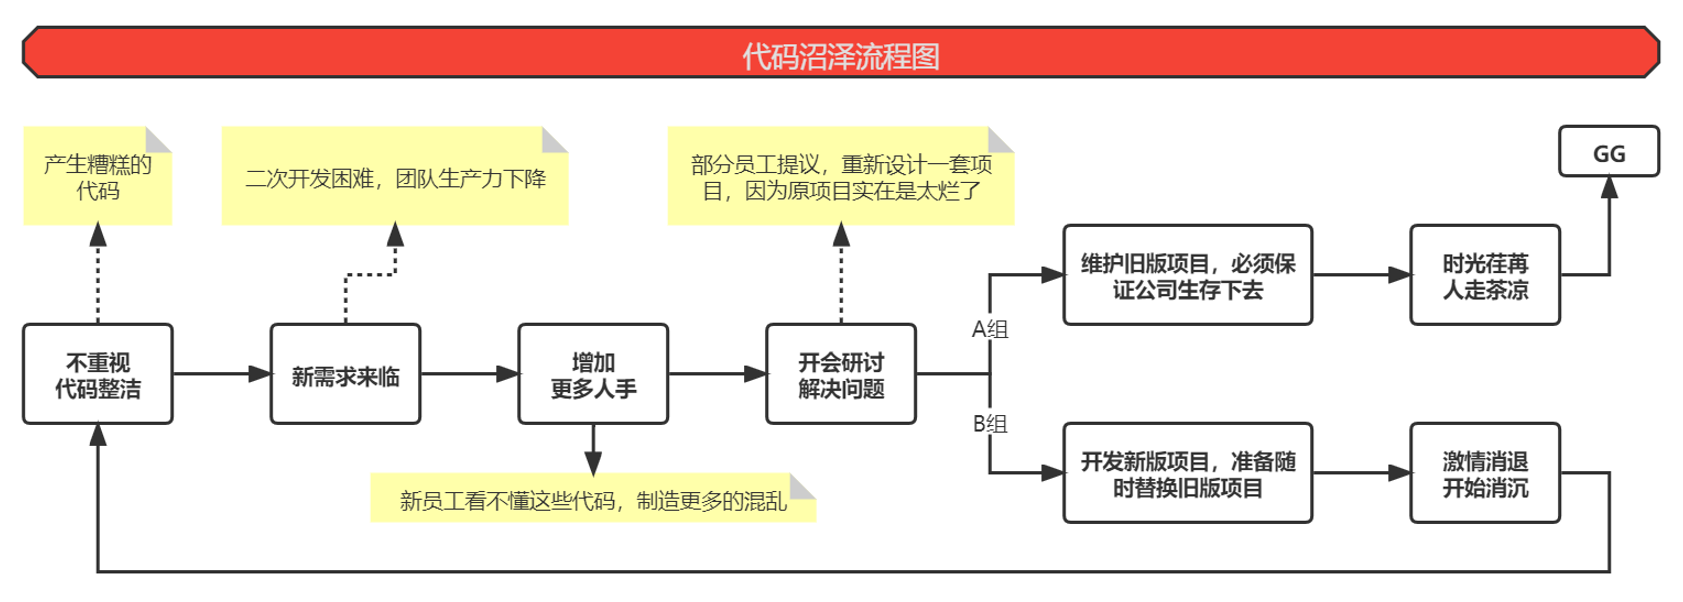 代码沼泽流程图
产生糟糕的
代码
二次开发困难，团队生产力下降
部分员工提议，重新设计一套项
目，因为原项目实在是太烂了
GG
维护旧版项目，必须保
证公司生存下去
时光荏苒
人走茶凉
A组
不重视
代码整洁
新需求来临
增加
更多人手
开会研讨
解决问题
B组
开发新版项目，准备随
时替换旧版项目
激情消退
开始消沉
新员工看不懂这些代码，制造更多的混乱